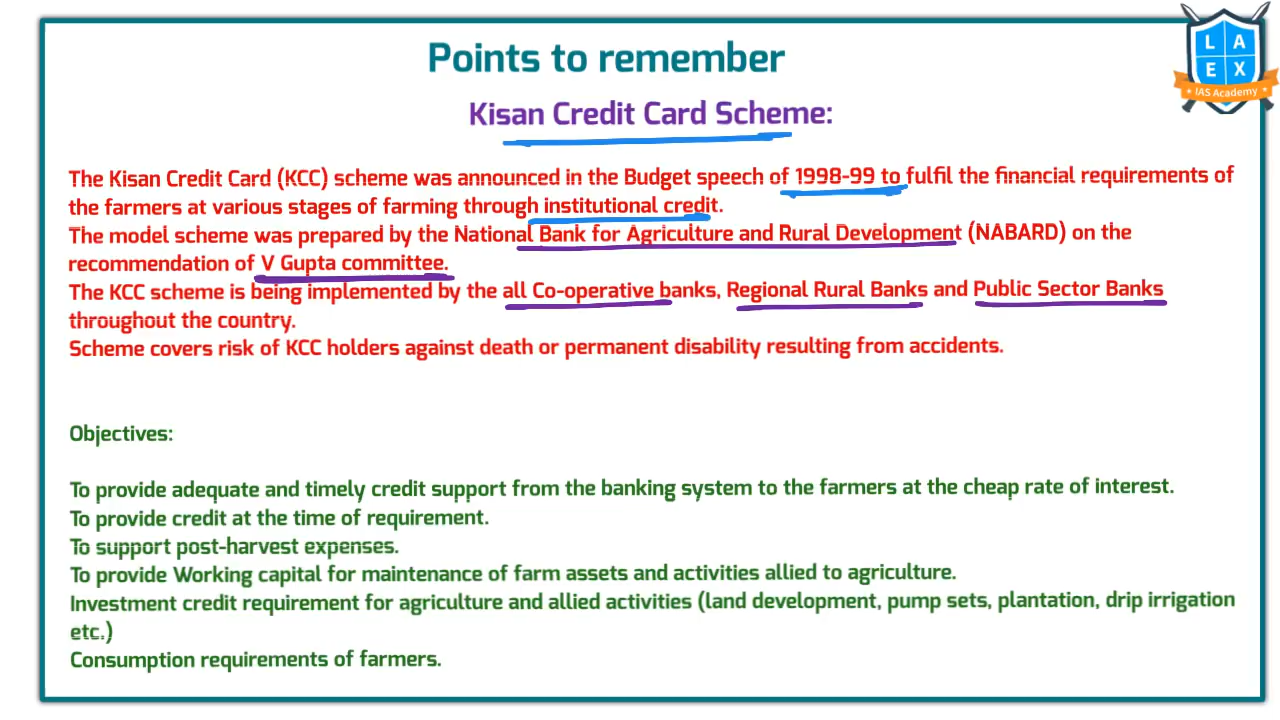 L A
E X
IAS Academy
Points to remember
Kisan Credit Card Scheme:
The Kisan Credit Card (KCC) scheme was announced in the Budget speech of 1998-99 to fulfil the financial requirements of
the farmers at various stages of farming through institutional credit.
The model scheme was prepared by the National Bank for Agriculture and Rural Development (NABARD) on the
recommendation of V Gupta committee.
The KCC scheme is being implemented by the all Co-operative banks, Regional Rural Banks and Public Sector Banks
throughout the country.
Scheme covers risk of KCC holders against death or permanent disability resulting from accidents.
Objectives:
To provide adequate and timely credit support from the banking system to the farmers at the cheap rate of interest.
To provide credit at the time of requirement.
To support post-harvest expenses.
To provide Working capital for maintenance of farm assets and activities allied to agriculture.
Investment credit requirement for agriculture and allied activities (land development, pump sets, plantation, drip irrigation
etc.)
Consumption requirements of farmers.